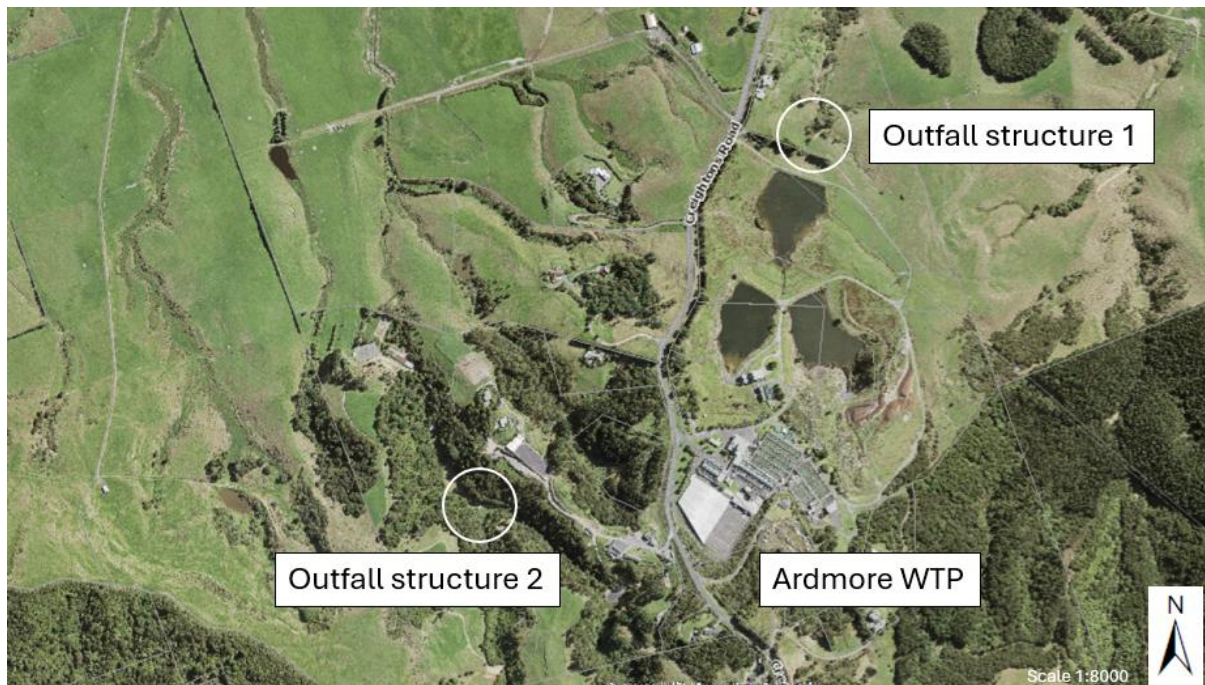 Creightons Road
Outfall structure 1
Outfall structure 2
Ardmore WTP
N
Scale 1:8000